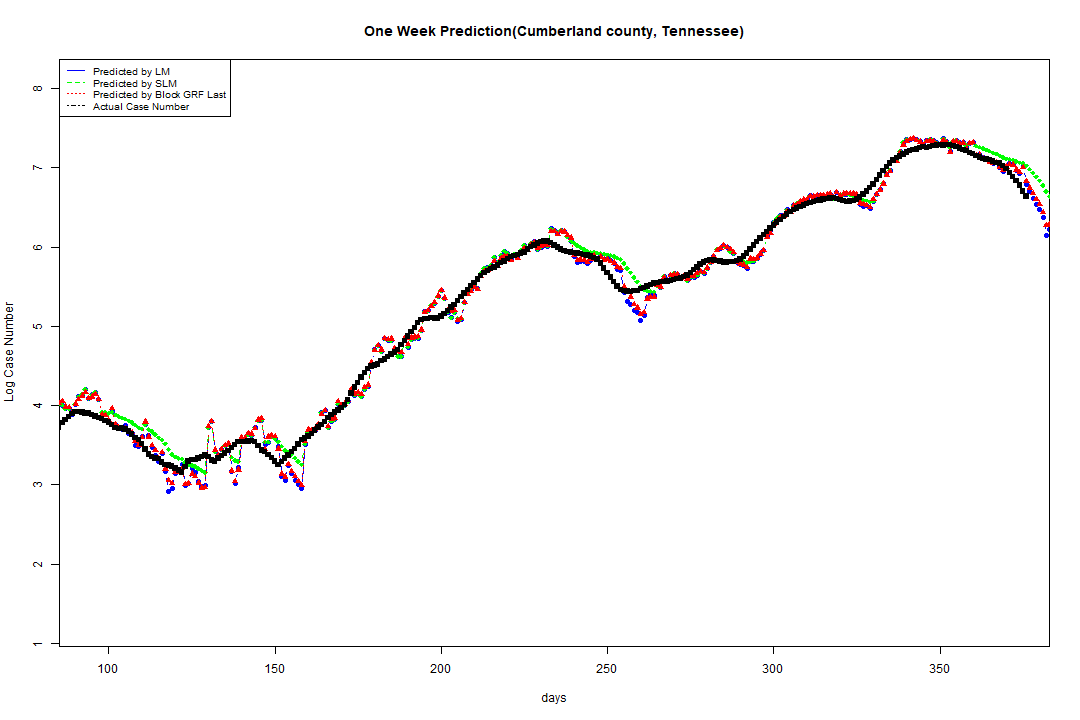 One Week Prediction(Cumberland county, Tennessee)
Predicted by LM
Predicted by SLM
Predicted by Block GRF Last
Actual Case Number
8
7
6
5
4
3
2
1
Log Case Number
100 150 200 250 300 350
days